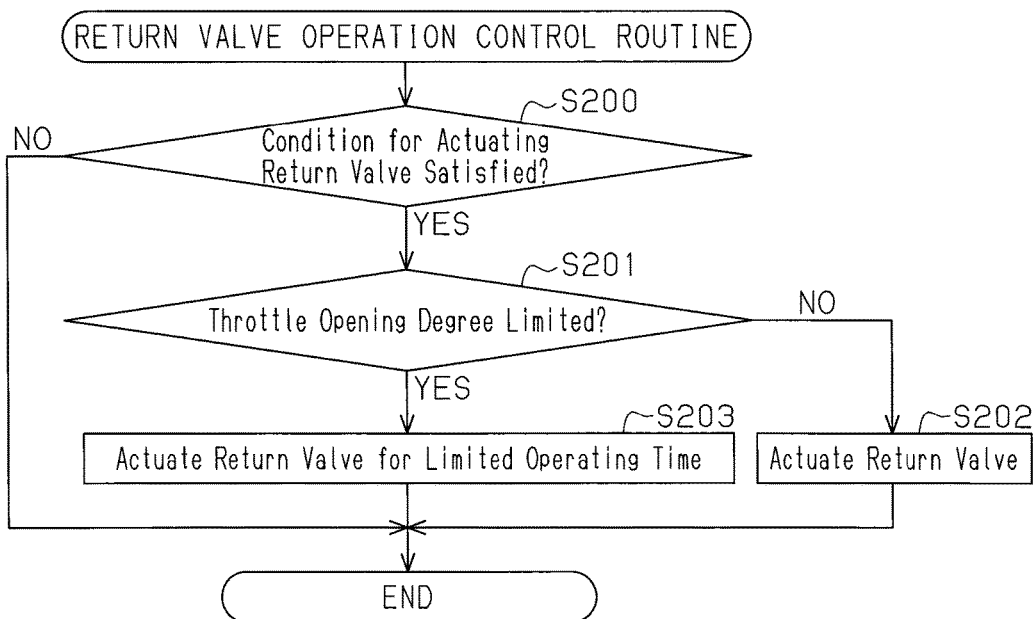 RETURN VALVE OPERATION CONTROL ROUTINE
S200
NO
Condition for Actuating
Return Valve Satisfied?
YES
S201
NO
Throttle Opening Degree Limited?
YES
S203
S202
Actuate Return Valve for Limited Operating Time
Actuate Return Valve
END